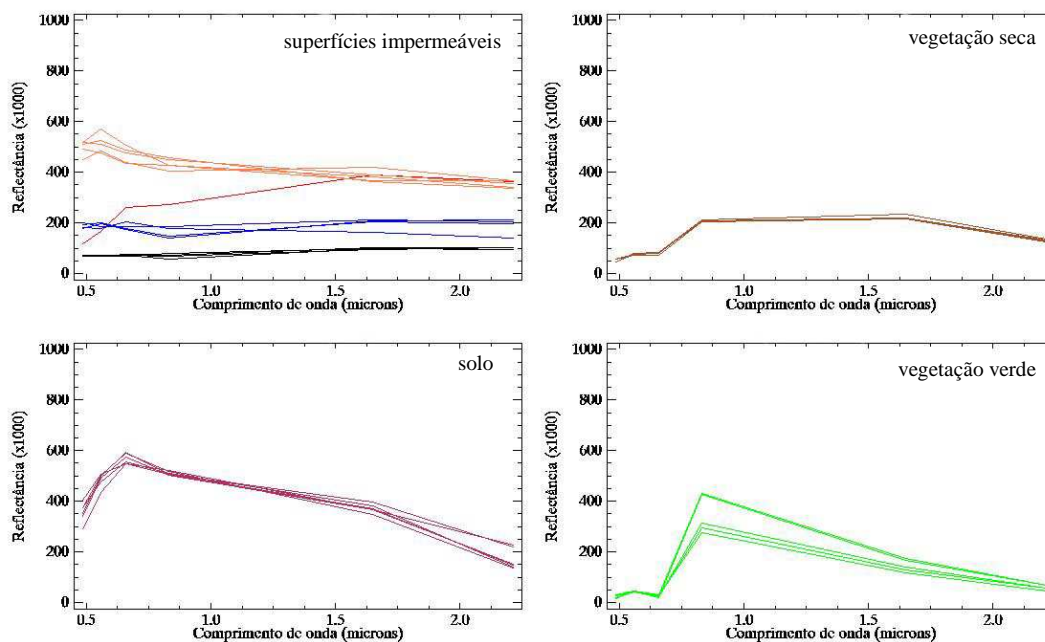 superfícies impermeáveis
Reflectância (x1000)
1000
800
600
400
200
0
0.5 1.0 1.5 2.0
Comprimento de onda (microns)
vegetação seca
Reflectância (x1000)
1000
800
600
400
200
0
0.5 1.0 1.5 2.0
Comprimento de onda (microns)
solo
Reflectância (x1000)
1000
800
600
400
200
0
0.5 1.0 1.5 2.0
Comprimento de onda (microns)
vegetação verde
Reflectância (x1000)
1000
800
600
400
200
0
0.5 1.0 1.5 2.0
Comprimento de onda (microns)